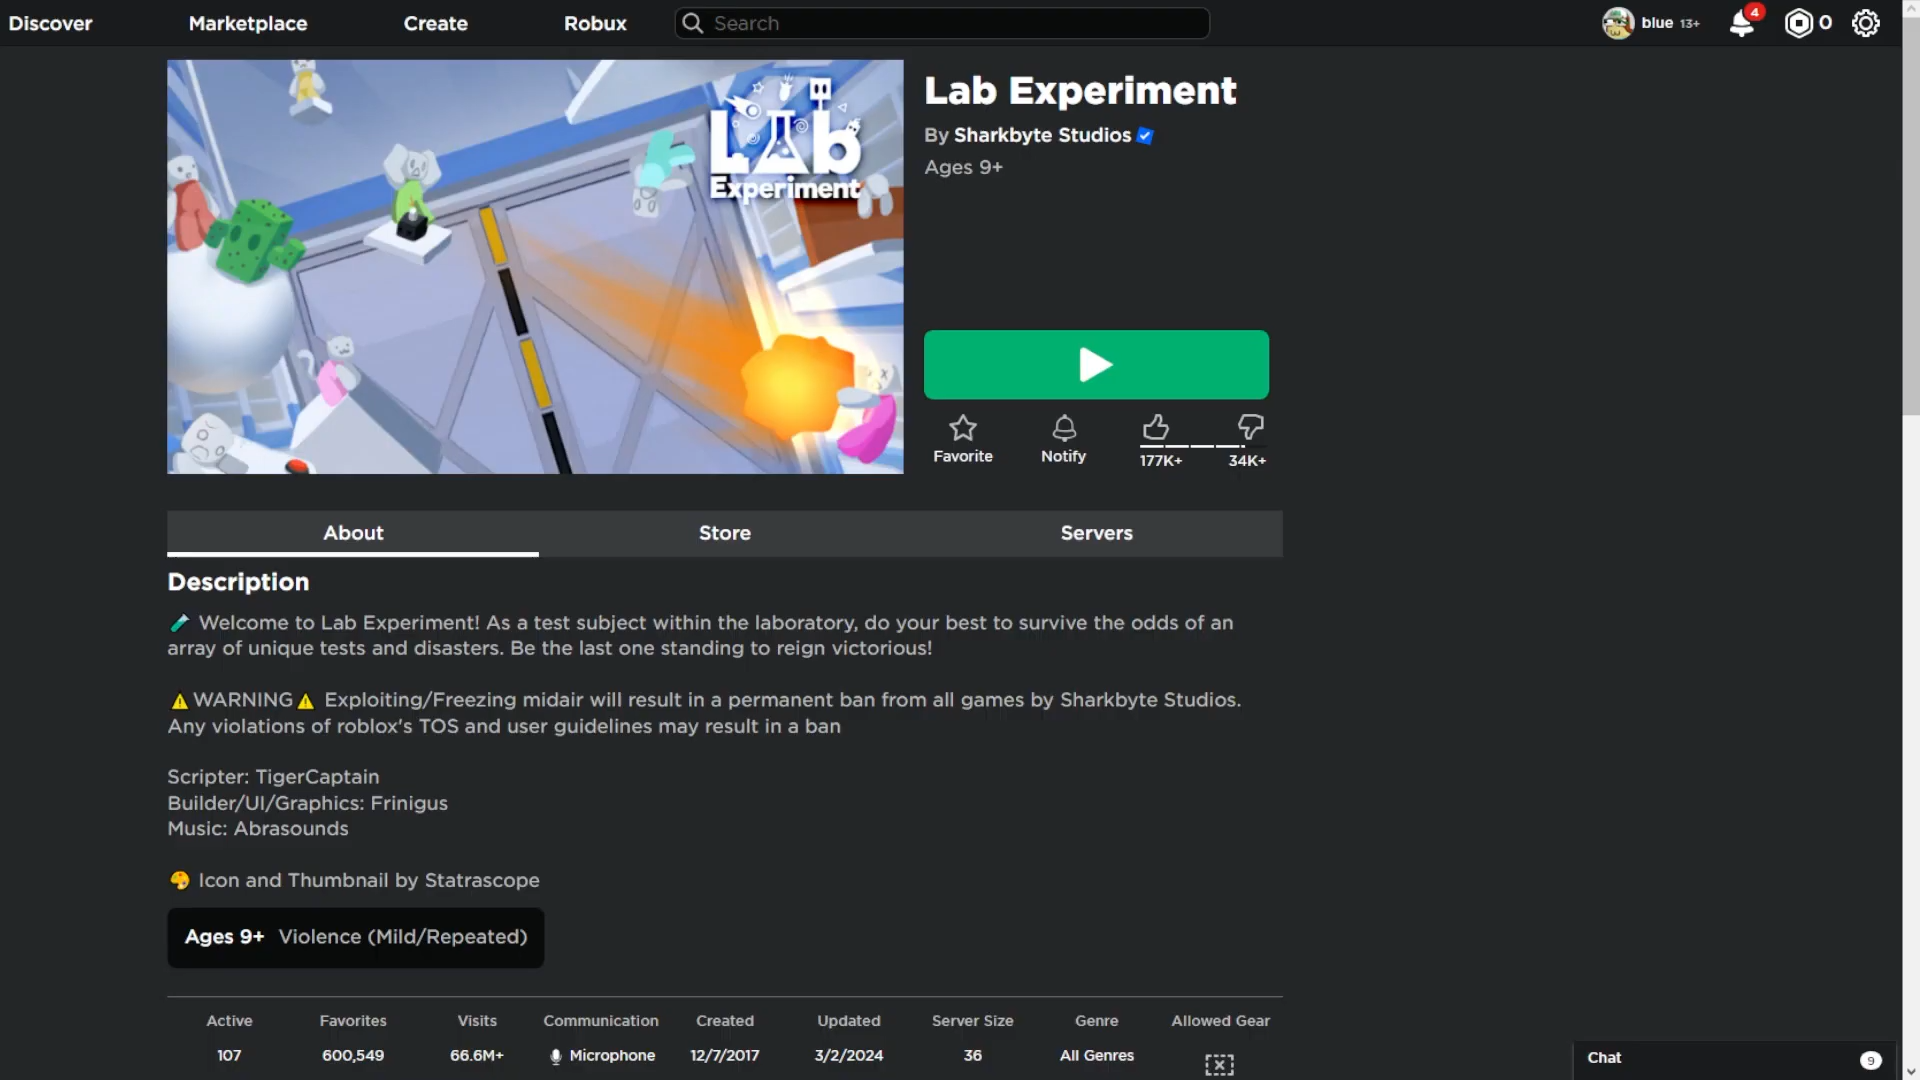 Discover Marketplace Create Robux Search blue 13+ 4 0
Lab
Experiment
Lab Experiment
By Sharkbyte Studios
Ages 9+
Favorite Notify 177K+ 34K+
About Store Servers
Description
Welcome to Lab Experiment! As a test subject within the laboratory, do your best to survive the odds of an
array of unique tests and disasters. Be the last one standing to reign victorious!
⚠WARNING⚠ Exploiting/Freezing midair will result in a permanent ban from all games by Sharkbyte Studios.
Any violations of roblox's TOS and user guidelines may result in a ban
Scripter: TigerCaptain
Builder/UI/Graphics: Frinigus
Music: Abrasounds
Icon and Thumbnail by Statrascope
Ages 9+ Violence (Mild/Repeated)
Active Favorites Visits Communication Created Updated Server Size Genre Allowed Gear
107 600,549 66.6M+ Microphone 12/7/2017 3/2/2024 36 All Genres
Chat 9